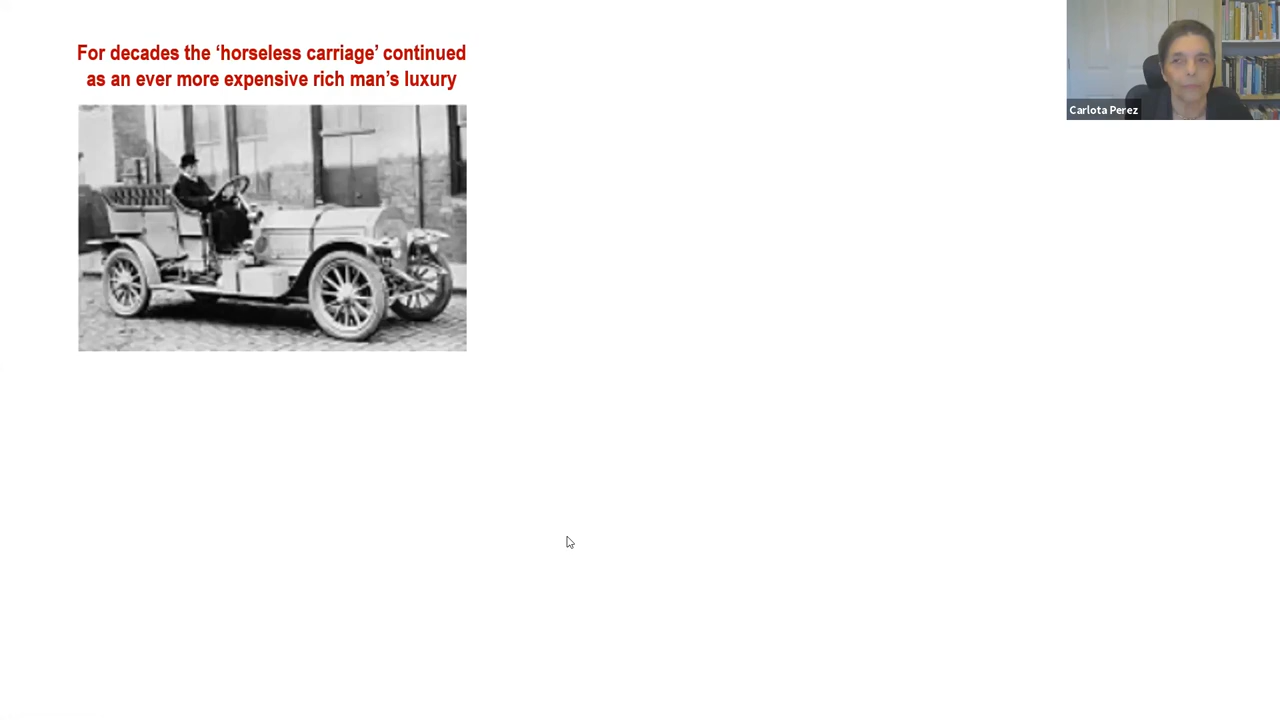 For decades the ‘horseless carriage’ continued
as an ever more expensive rich man’s luxury
Carlota Perez